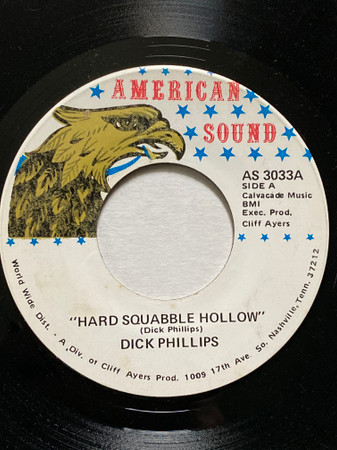 AMERICAN
SOUND
AS 3033A
SIDE A
Calvacade Music
BMI
Exec. Prod.
Cliff Ayers
"HARD SQUABBLE HOLLOW"
(Dick Phillips)
DICK PHILLIPS
World Wide Dist. - A Div. of Cliff Ayers Prod. 1009 17th Ave. So. Nashville, Tenn. 37212